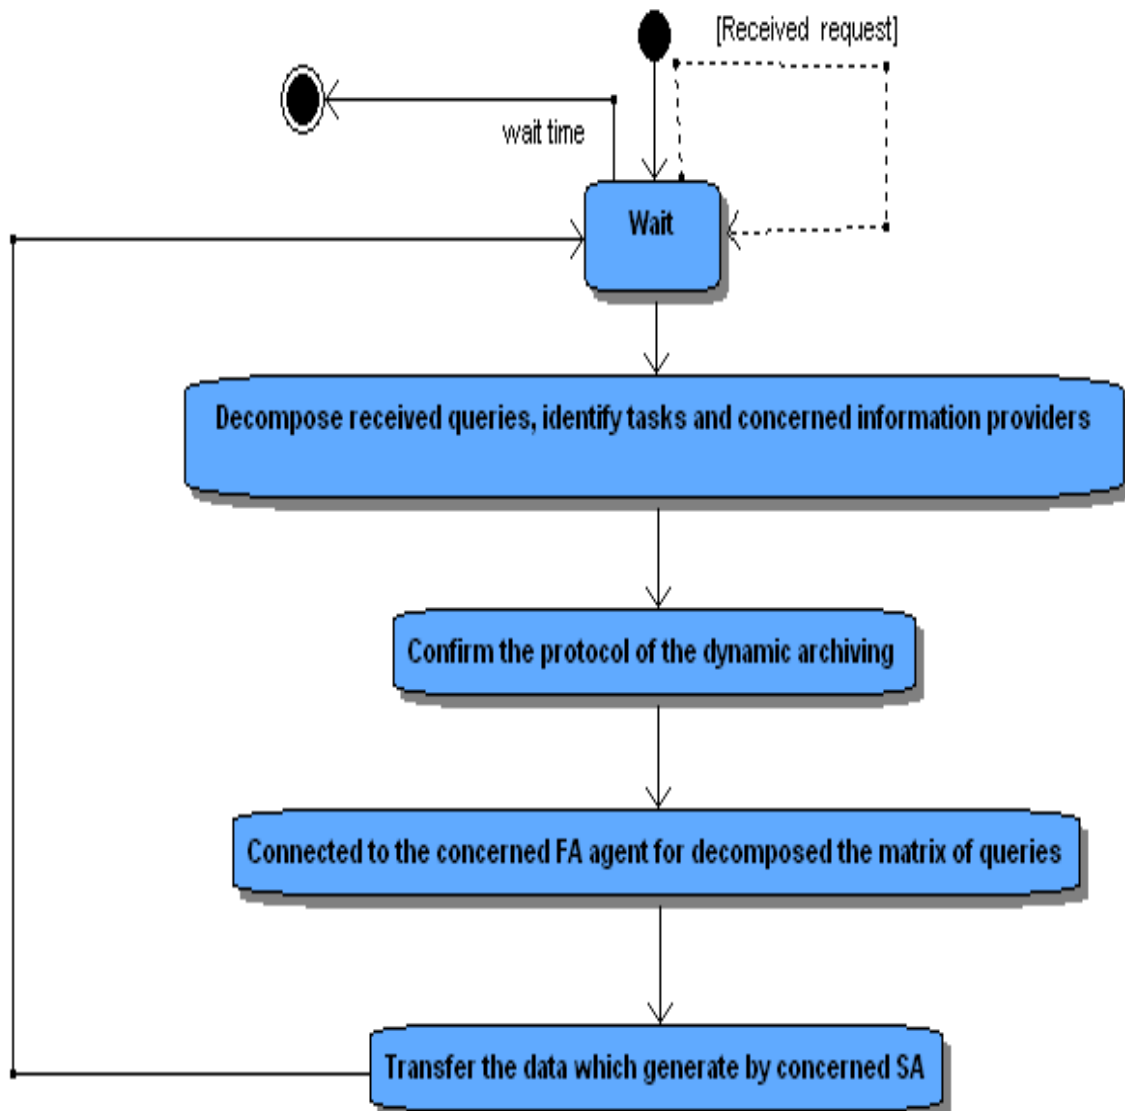 [Received request]
wait time
Wait
Decompose received queries, identify tasks and concerned information providers
Confirm the protocol of the dynamic archiving
Connected to the concerned FA agent for decomposed the matrix of queries
Transfer the data which generate by concerned SA